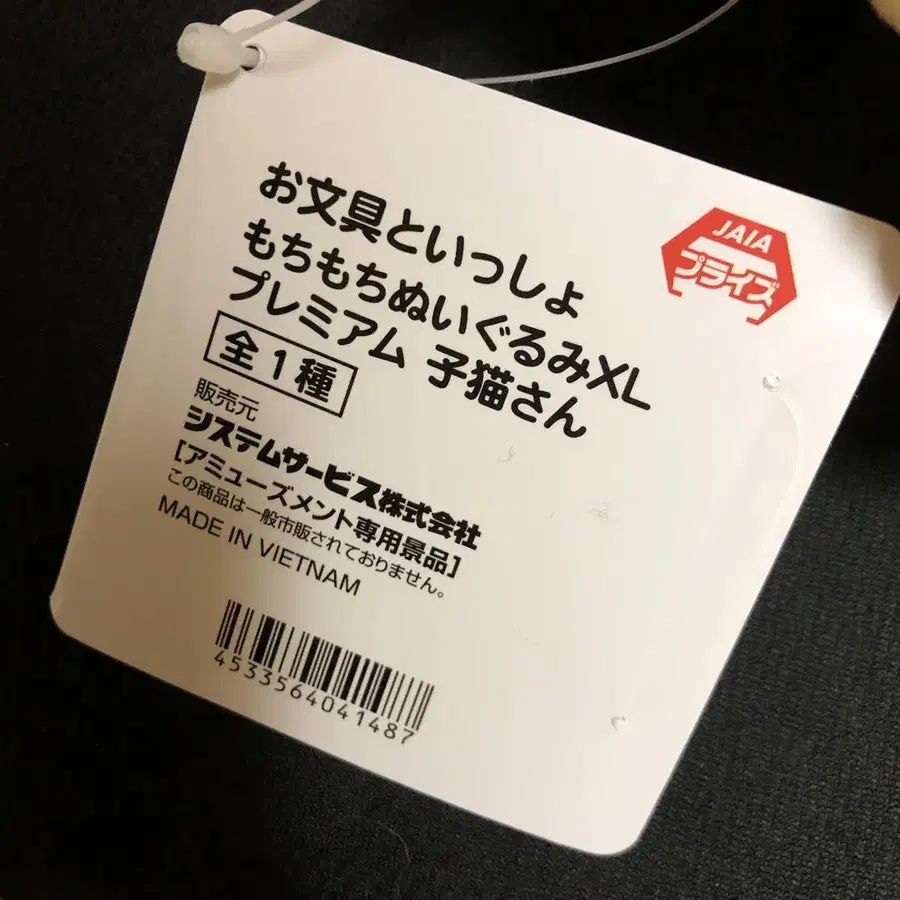 お文具といっしょ
もちもちぬいぐるみXL
プレミアム 子猫さん
全1種
販売元
システムサービス株式会社
[アミューズメント専用景品]
この商品は一般市販されておりません。
MADE IN VIETNAM
4533564041487
JAIA
プライズ